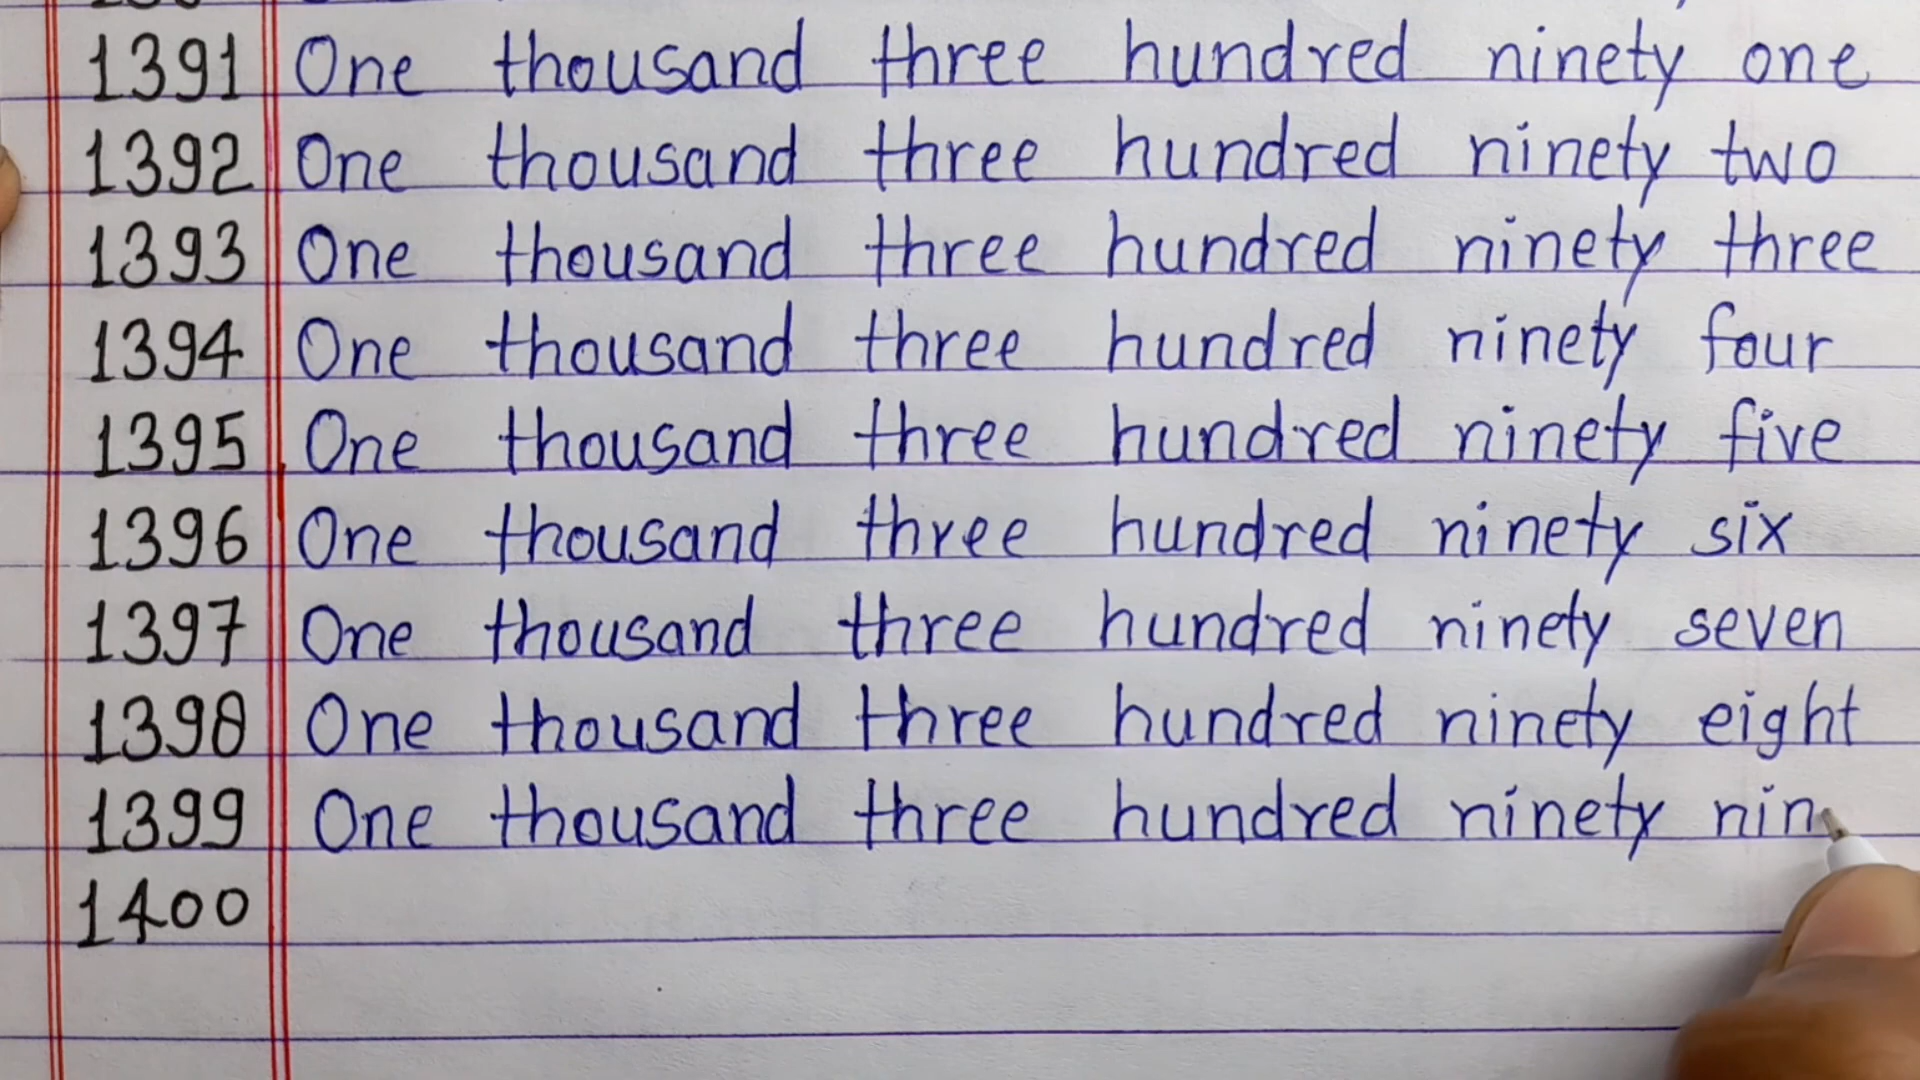 1391 One thousand three hundred ninety one
1392 One thousand three hundred ninety two
1393 One thousand three hundred ninety three
1394 One thousand three hundred ninety four
1395 One thousand three hundred ninety five
1396 One thousand three hundred ninety six
1397 One thousand three hundred ninety seven
1398 One thousand three hundred ninety eight
1399 One thousand three hundred ninety nin
1400